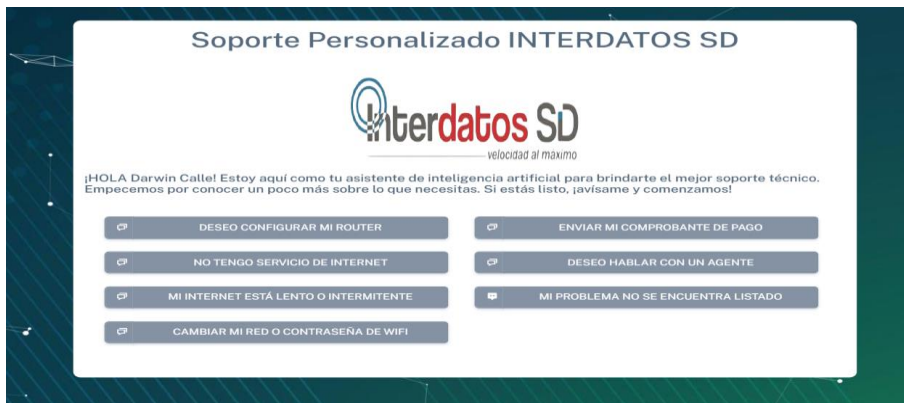 Soporte Personalizado INTERDATOS SD
Interdatos SD
velocidad al máximo
¡HOLA Darwin Calle! Estoy aquí como tu asistente de inteligencia artificial para brindarte el mejor soporte técnico.
Empecemos por conocer un poco más sobre lo que necesitas. Si estás listo, ¡avísame y comenzamos!
DESEO CONFIGURAR MI ROUTER
ENVIAR MI COMPROBANTE DE PAGO
NO TENGO SERVICIO DE INTERNET
DESEO HABLAR CON UN AGENTE
MI INTERNET ESTÁ LENTO O INTERMITENTE
MI PROBLEMA NO SE ENCUENTRA LISTADO
CAMBIAR MI RED O CONTRASEÑA DE WIFI